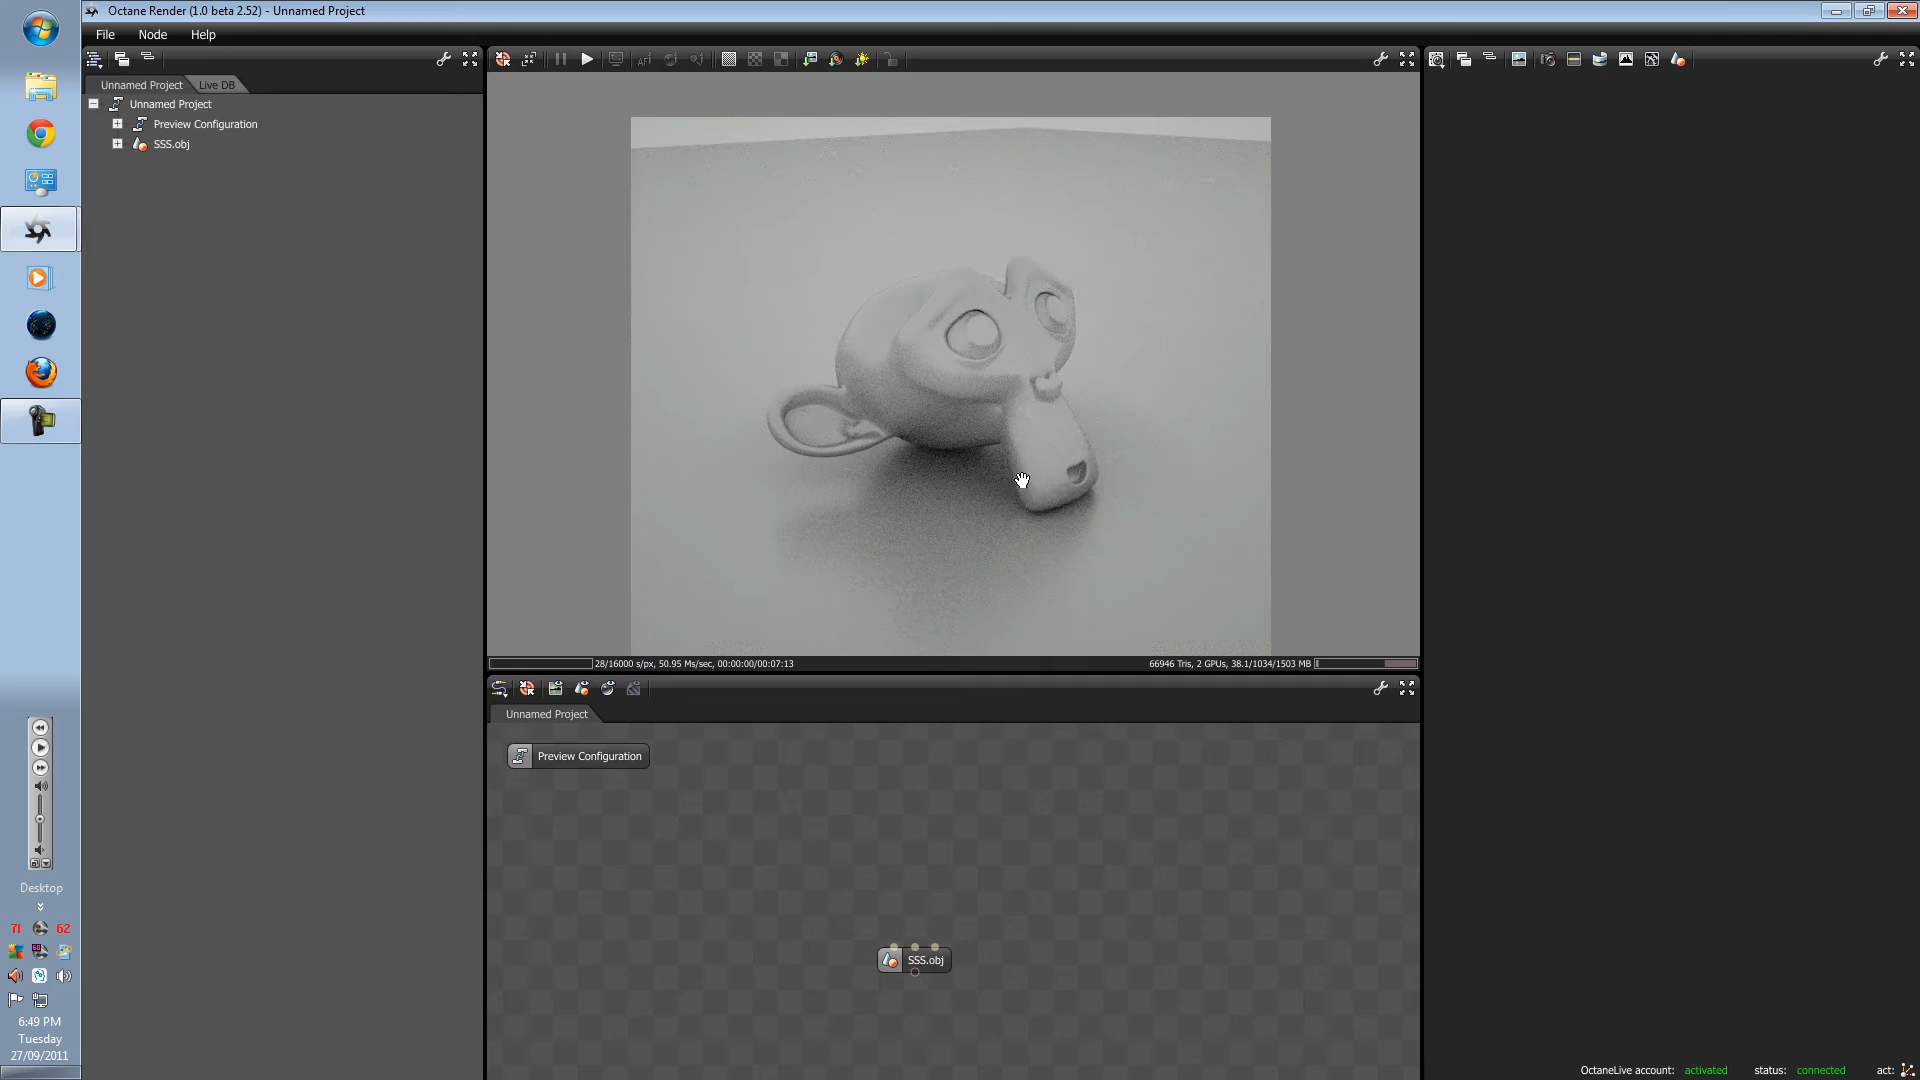 Octane Render (1.0 beta 2.52) - Unnamed Project
File Node Help
Unnamed Project Live DB
Unnamed Project
Preview Configuration
SSS.obj
28/16000 s/px, 50.95 Ms/sec, 00:00:00/00:07:13
66946 Tris, 2 GPUs, 38.1/1034/1503 MB
Unnamed Project
Preview Configuration
SSS.obj
Desktop
71 62
6:49 PM
Tuesday
27/09/2011
OctaneLive account: activated status: connected act: